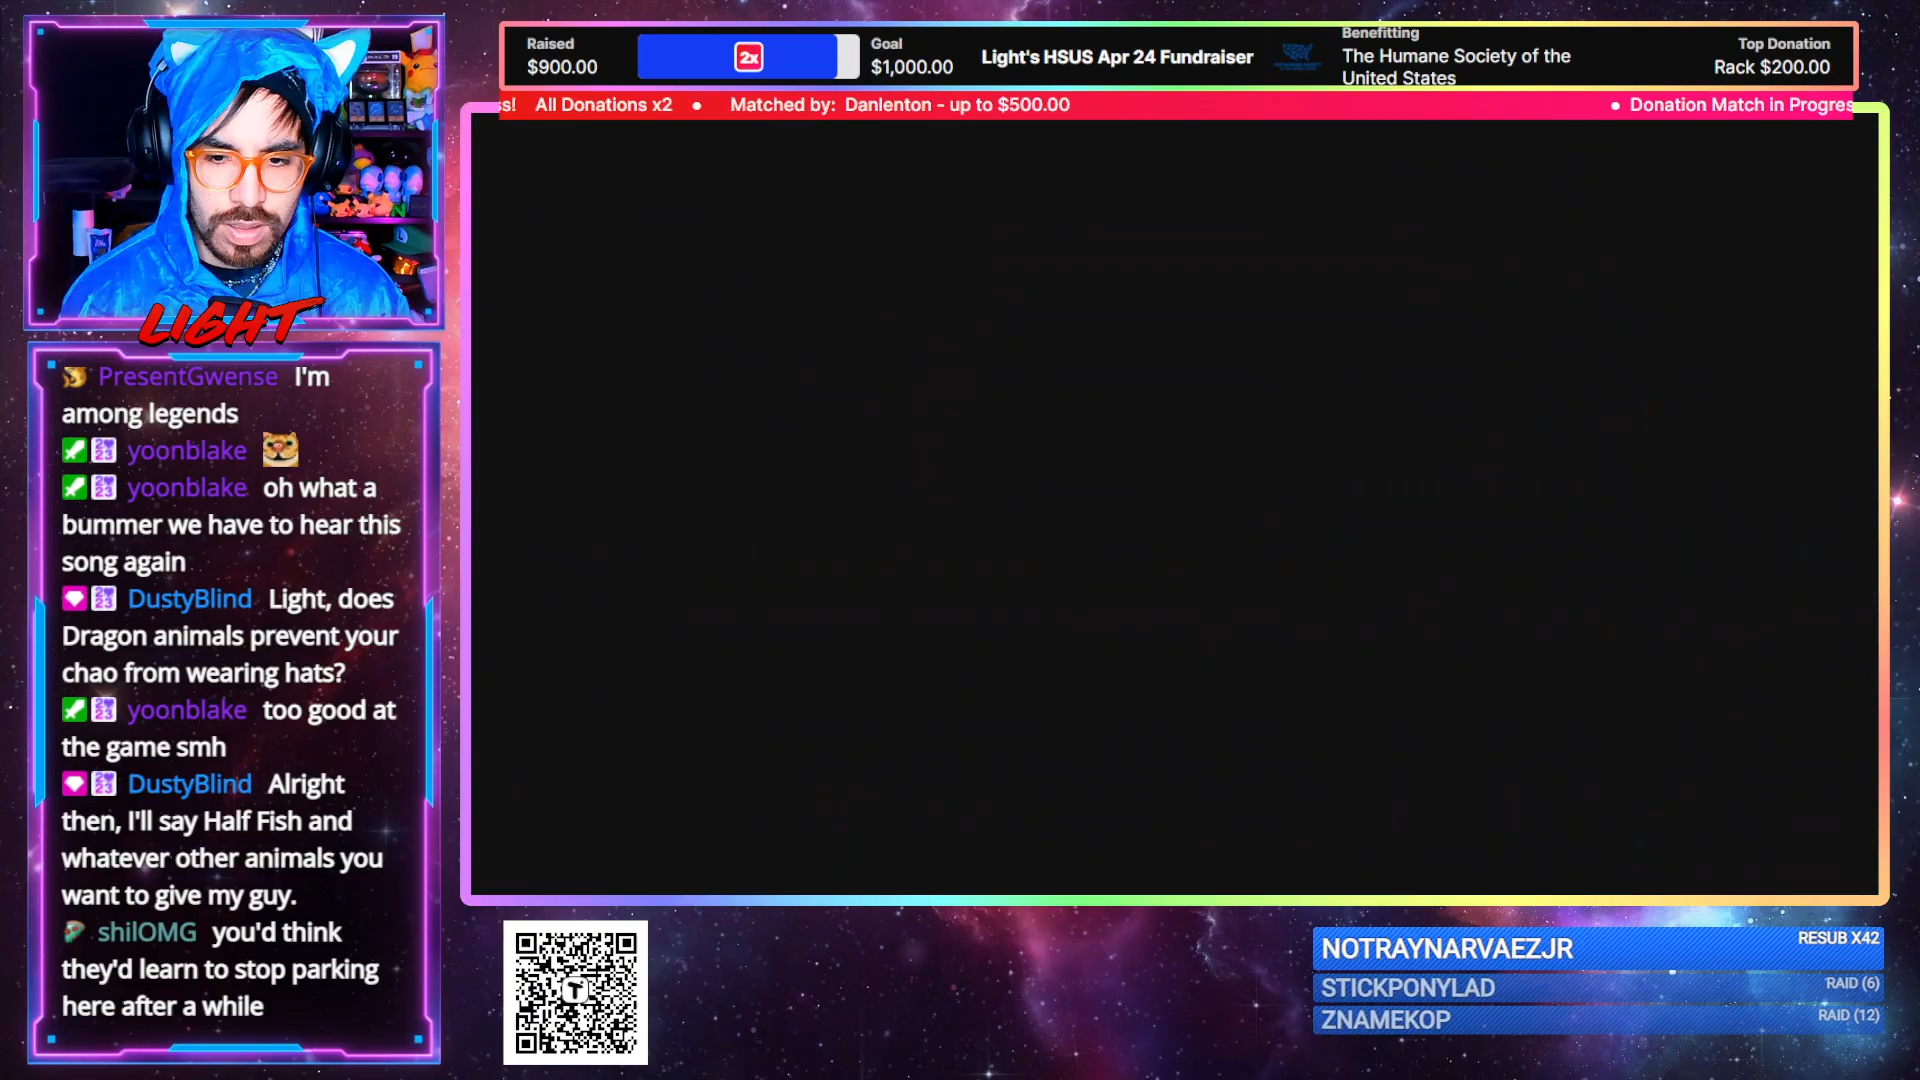 Raised
$900.00
2x
Goal
$1,000.00
Light's HSUS Apr 24 Fundraiser
Benefitting
The Humane Society of the
United States
Top Donation
Rack $200.00
ss! All Donations x2 • Matched by: Danlenton - up to $500.00 • Donation Match in Progres
LIGHT
PresentGwense I'm
among legends
yoonblake
yoonblake oh what a
bummer we have to hear this
song again
DustyBlind Light, does
Dragon animals prevent your
chao from wearing hats?
yoonblake too good at
the game smh
DustyBlind Alright
then, I'll say Half Fish and
whatever other animals you
want to give my guy.
shilOMG you'd think
they'd learn to stop parking
here after a while
T
NOTRAYNARVAEZJR RESUB X42
STICKPONYLAD RAID (6)
ZNAMEKOP RAID (12)